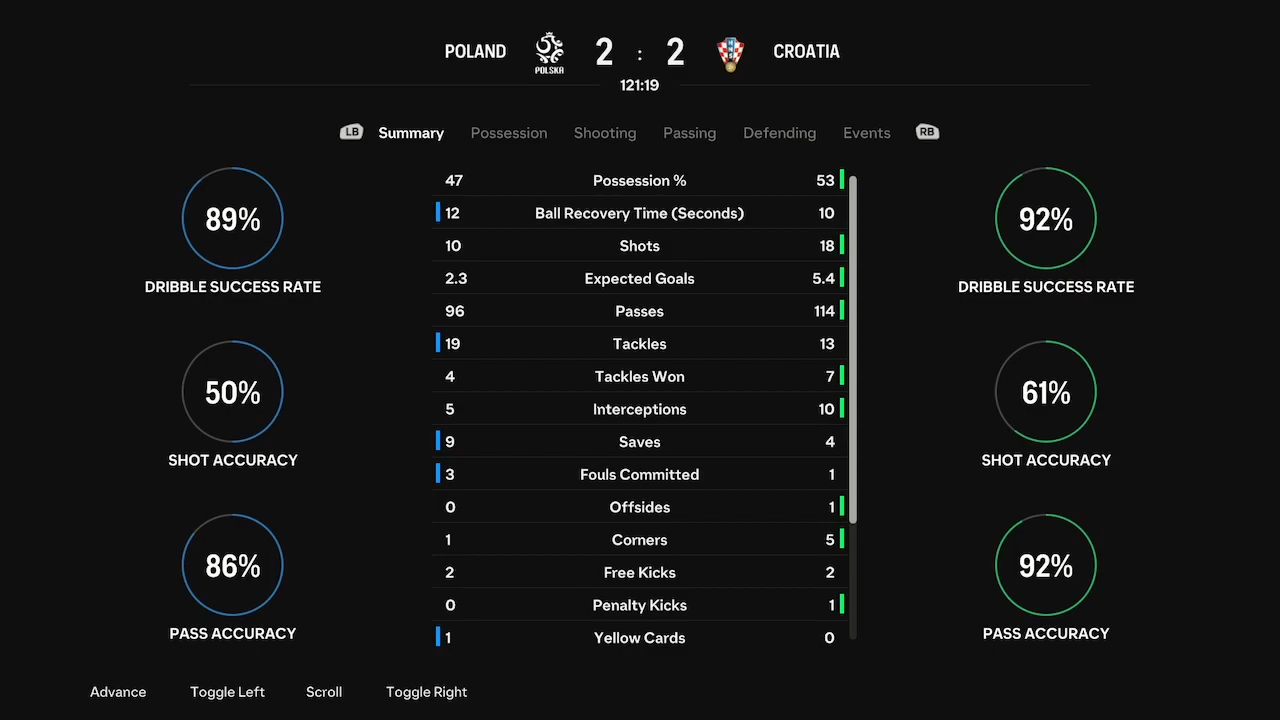 POLAND POLSKA 2 : 2 CROATIA
121:19
LB Summary Possession Shooting Passing Defending Events RB
47 Possession % 53
12 Ball Recovery Time (Seconds) 10
10 Shots 18
2.3 Expected Goals 5.4
96 Passes 114
19 Tackles 13
4 Tackles Won 7
5 Interceptions 10
9 Saves 4
3 Fouls Committed 1
0 Offsides 1
1 Corners 5
2 Free Kicks 2
0 Penalty Kicks 1
1 Yellow Cards 0
89%
DRIBBLE SUCCESS RATE
50%
SHOT ACCURACY
86%
PASS ACCURACY
92%
DRIBBLE SUCCESS RATE
61%
SHOT ACCURACY
92%
PASS ACCURACY
Advance Toggle Left Scroll Toggle Right